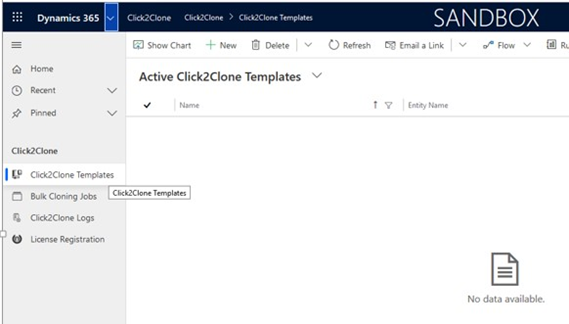 Dynamics 365 Click2Clone Click2Clone > Click2Clone Templates SANDBOX
Show Chart + New Delete Refresh Email a Link Flow
Home
Recent
Pinned
Active Click2Clone Templates
Name Entity Name
Click2Clone
Click2Clone Templates
Click2Clone Templates
Bulk Cloning Jobs
Click2Clone Logs
License Registration
No data available.